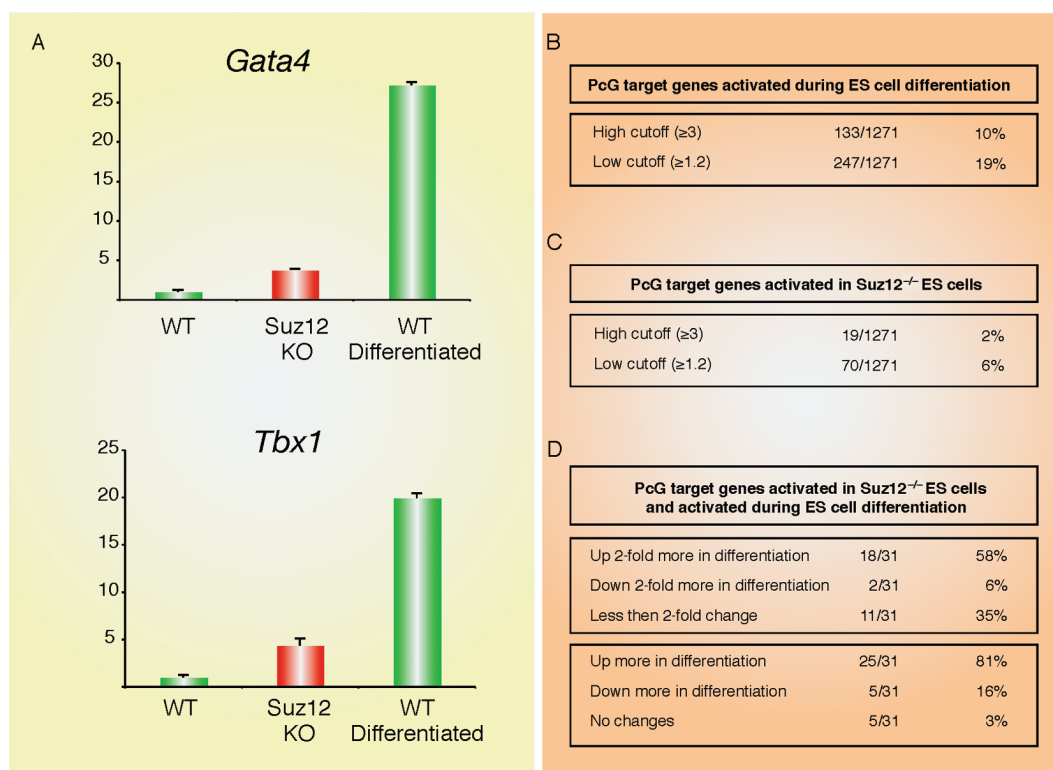 A
Gata4
30
25
20
15
10
5
WT
Suz12 KO
WT Differentiated
Tbx1
25
20
15
10
5
WT
Suz12 KO
WT Differentiated
B
PcG target genes activated during ES cell differentiation
High cutoff (≥3) 133/1271 10%
Low cutoff (≥1.2) 247/1271 19%
C
PcG target genes activated in Suz12⁻/⁻ ES cells
High cutoff (≥3) 19/1271 2%
Low cutoff (≥1.2) 70/1271 6%
D
PcG target genes activated in Suz12⁻/⁻ ES cells
and activated during ES cell differentiation
Up 2-fold more in differentiation 18/31 58%
Down 2-fold more in differentiation 2/31 6%
Less then 2-fold change 11/31 35%
Up more in differentiation 25/31 81%
Down more in differentiation 5/31 16%
No changes 5/31 3%